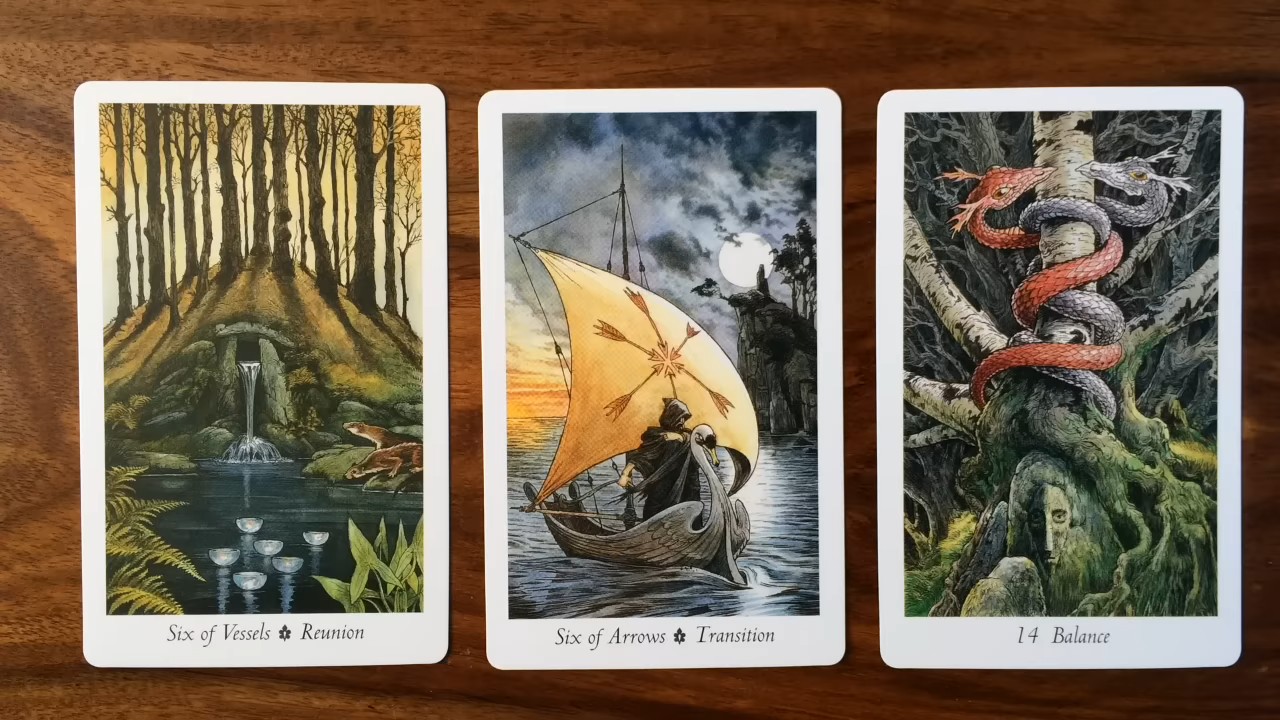 Six of Vessels ✽ Reunion
Six of Arrows ✽ Transition
14 Balance